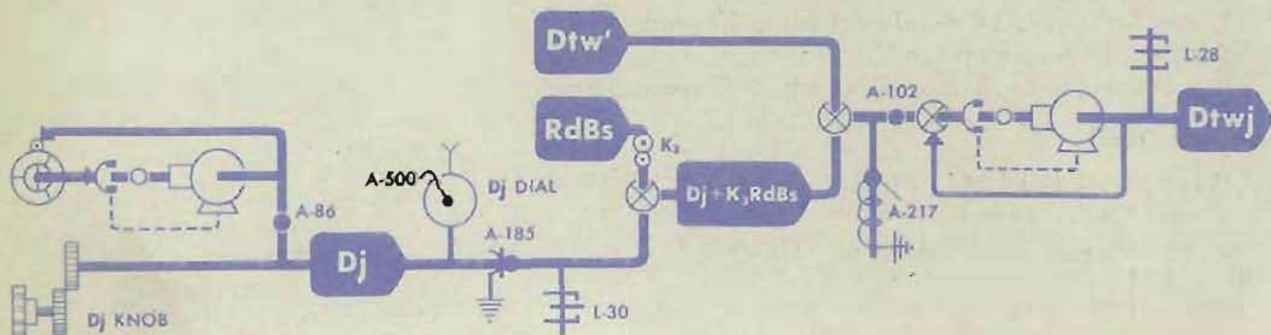 Dtw'
L-28
A-102
RdBs
K₃
Dtwj
A-500
Dj DIAL
Dj + K₃RdBs
A-86
A-185
A-217
Dj
L-30
Dj KNOB